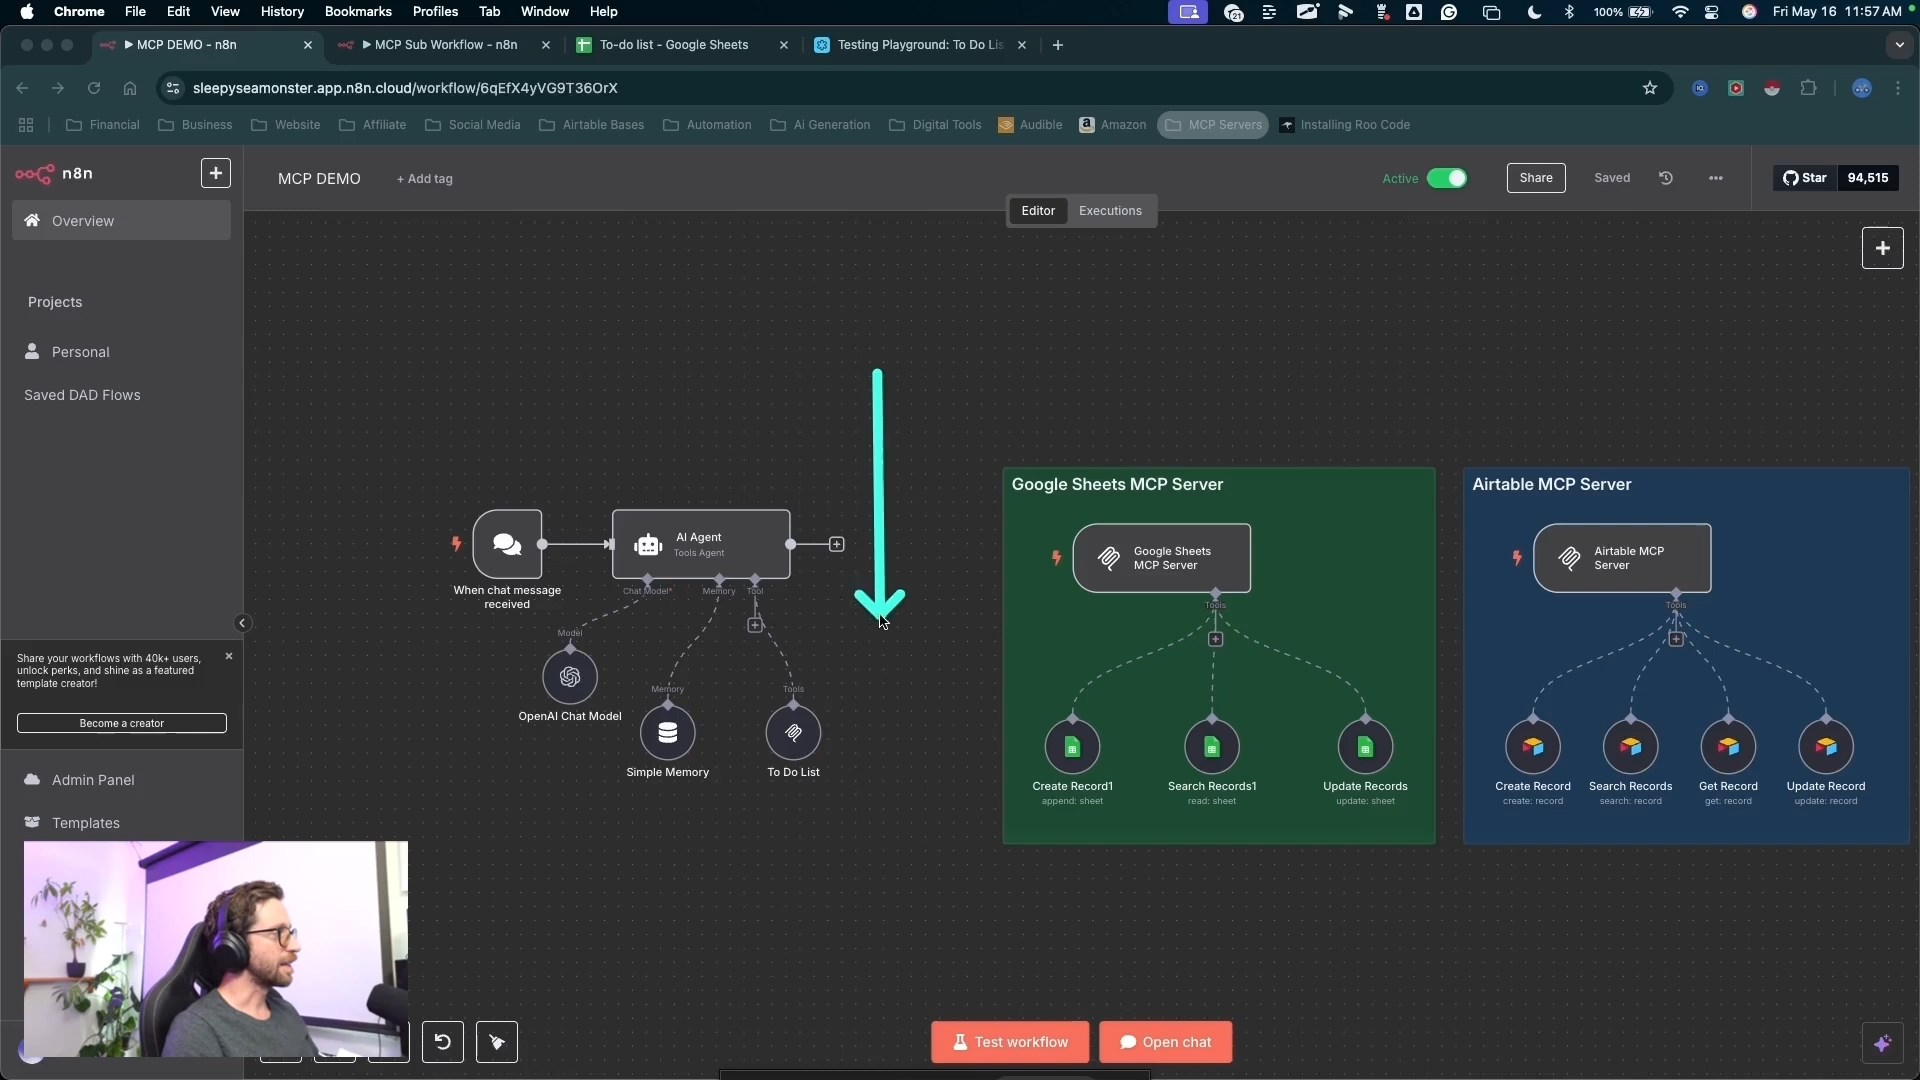 Chrome File Edit View History Bookmarks Profiles Tab Window Help
21
100%
Fri May 16 11:57 AM
MCP DEMO - n8n
MCP Sub Workflow - n8n
To-do list - Google Sheets
Testing Playground: To Do Lis
sleepyseamonster.app.n8n.cloud/workflow/6qEfX4yVG9T36OrX
Financial Business Website Affiliate Social Media Airtable Bases Automation Ai Generation Digital Tools Audible Amazon MCP Servers Installing Roo Code
n8n
MCP DEMO
+ Add tag
Active
Share
Saved
Star
94,515
Editor
Executions
Overview
Projects
Personal
Saved DAD Flows
Share your workflows with 40k+ users,
unlock perks, and shine as a featured
template creator!
Become a creator
Admin Panel
Templates
When chat message
received
AI Agent
Tools Agent
Chat Model*
Memory
Tool
Model
OpenAI Chat Model
Memory
Simple Memory
Tools
To Do List
Google Sheets MCP Server
Google Sheets
MCP Server
Tools
Create Record1
append: sheet
Search Records1
read: sheet
Update Records
update: sheet
Airtable MCP Server
Airtable MCP
Server
Tools
Create Record
create: record
Search Records
search: record
Get Record
get: record
Update Record
update: record
Test workflow
Open chat